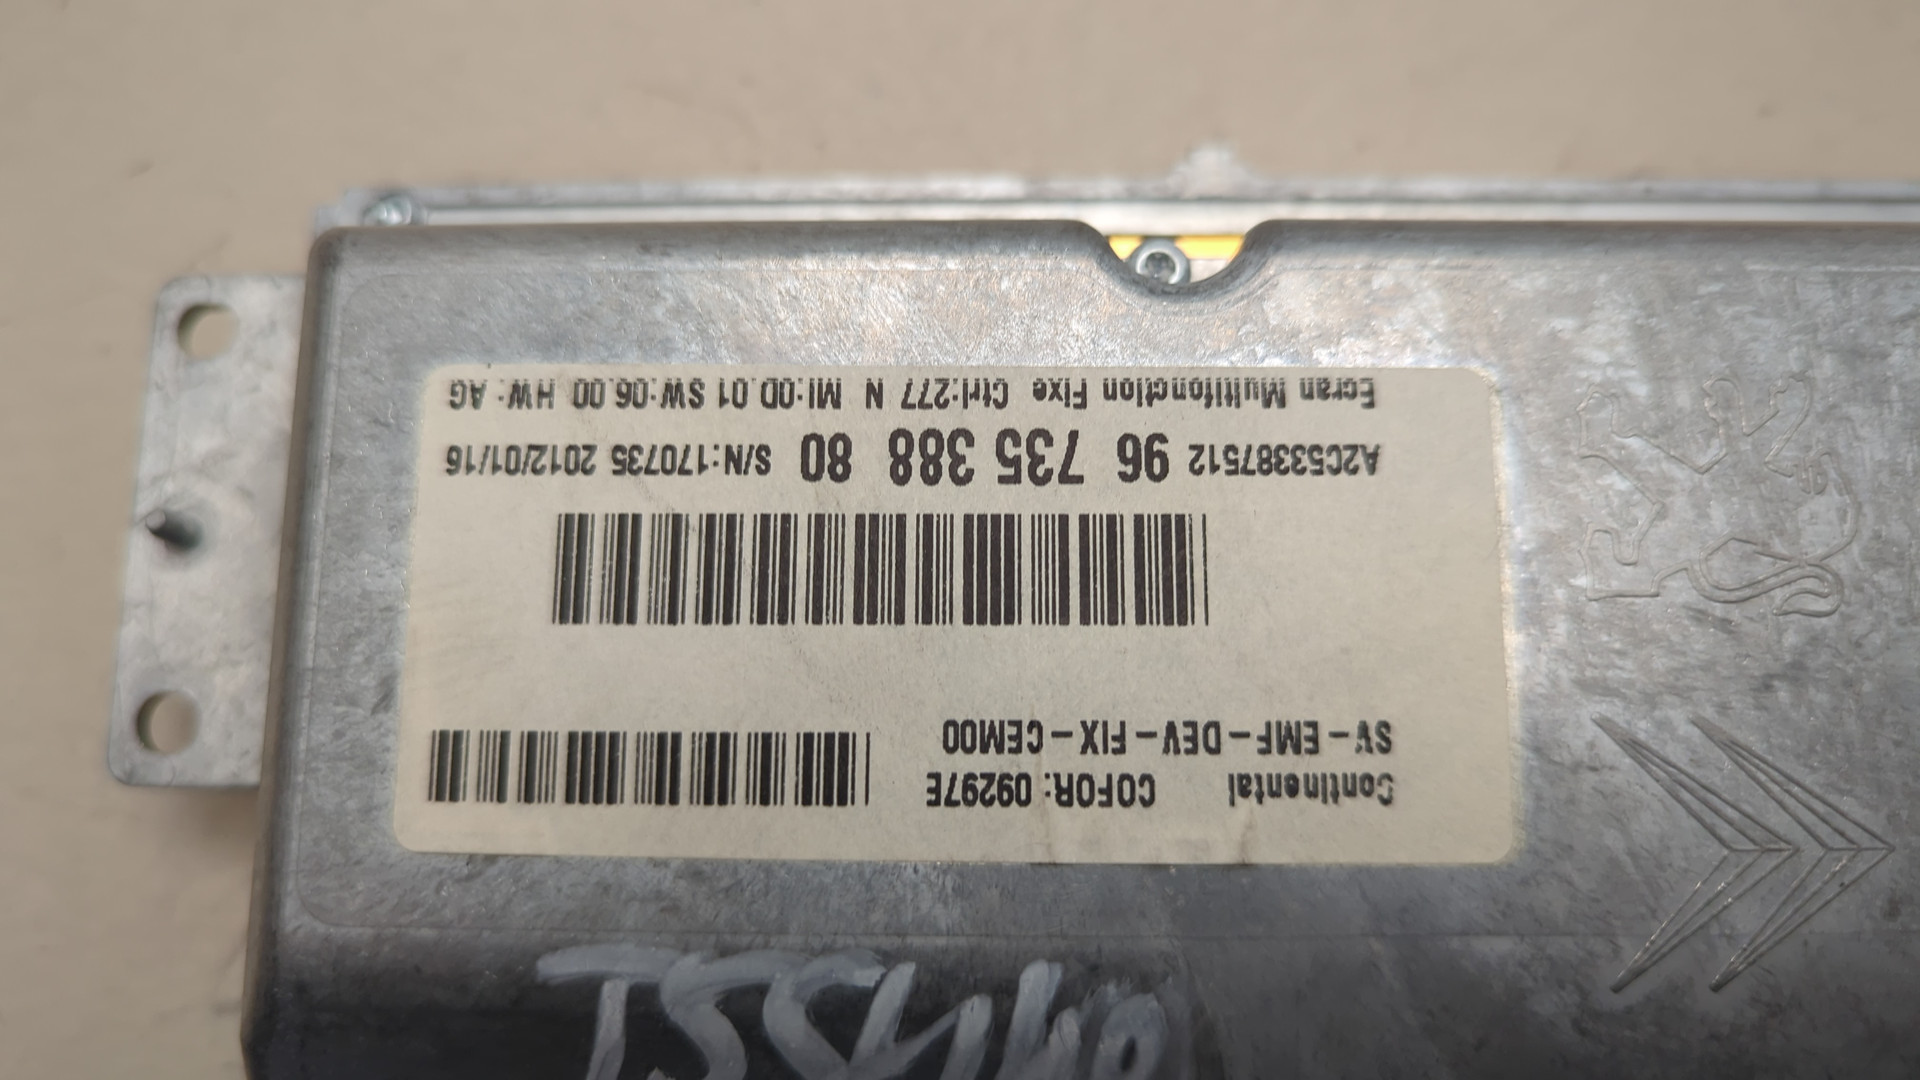 Continental COFOR: 09297E
SV-EMF-DEV-FIX-CEM00
A2C53387512 96 735 388 80 S/N:170735 2012/01/16
Ecran Multifonction Fixe Ctrl:277 N MI:0D.01 SW:06.00 HW: AG